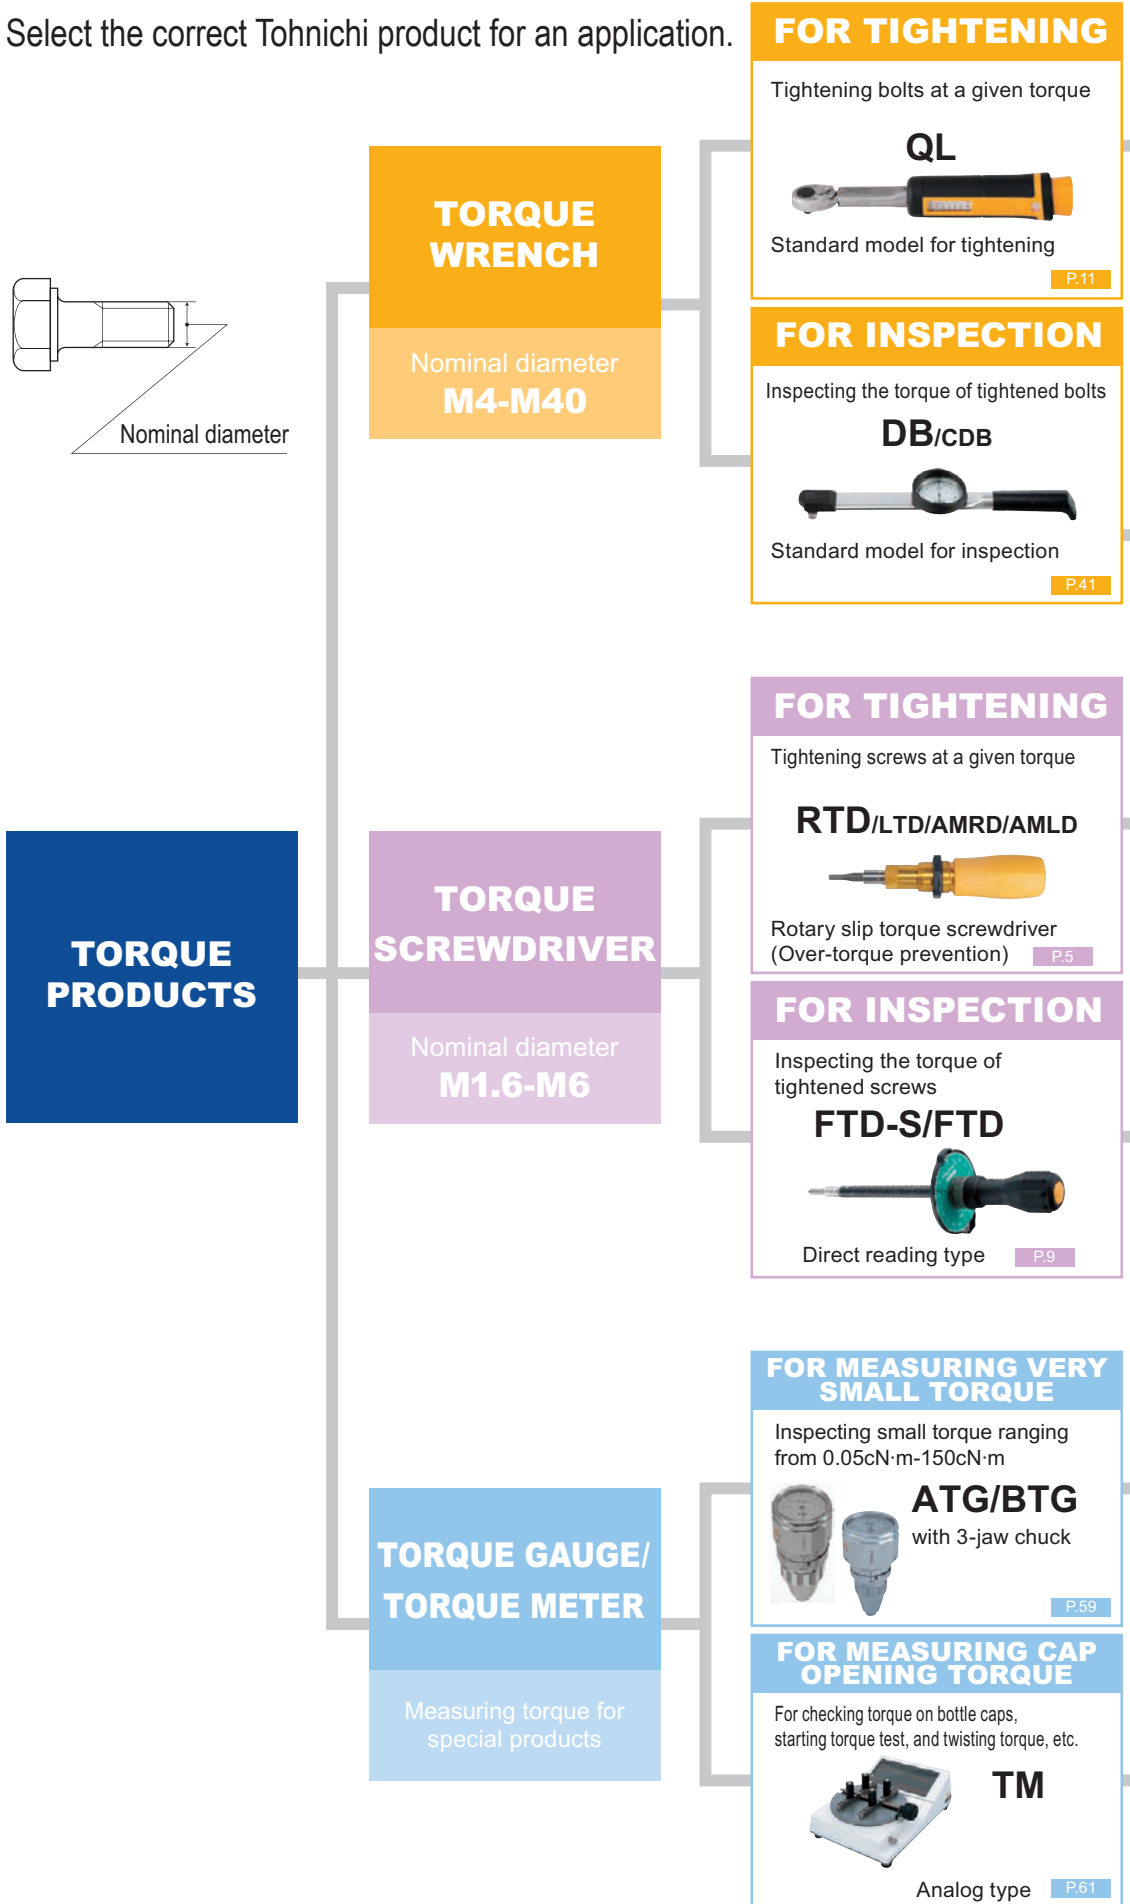 Select the correct Tohnichi product for an application.
Nominal diameter
TORQUE
PRODUCTS
TORQUE
WRENCH
Nominal diameter
M4-M40
FOR TIGHTENING
Tightening bolts at a given torque
QL
Standard model for tightening
P.11
FOR INSPECTION
Inspecting the torque of tightened bolts
DB/CDB
Standard model for inspection
P.41
TORQUE
SCREWDRIVER
Nominal diameter
M1.6-M6
FOR TIGHTENING
Tightening screws at a given torque
RTD/LTD/AMRD/AMLD
Rotary slip torque screwdriver
(Over-torque prevention)
P.5
FOR INSPECTION
Inspecting the torque of
tightened screws
FTD-S/FTD
Direct reading type
P.9
TORQUE GAUGE/
TORQUE METER
Measuring torque for
special products
FOR MEASURING VERY
SMALL TORQUE
Inspecting small torque ranging
from 0.05cN·m-150cN·m
ATG/BTG
with 3-jaw chuck
P.59
FOR MEASURING CAP
OPENING TORQUE
For checking torque on bottle caps,
starting torque test, and twisting torque, etc.
TM
Analog type
P.61